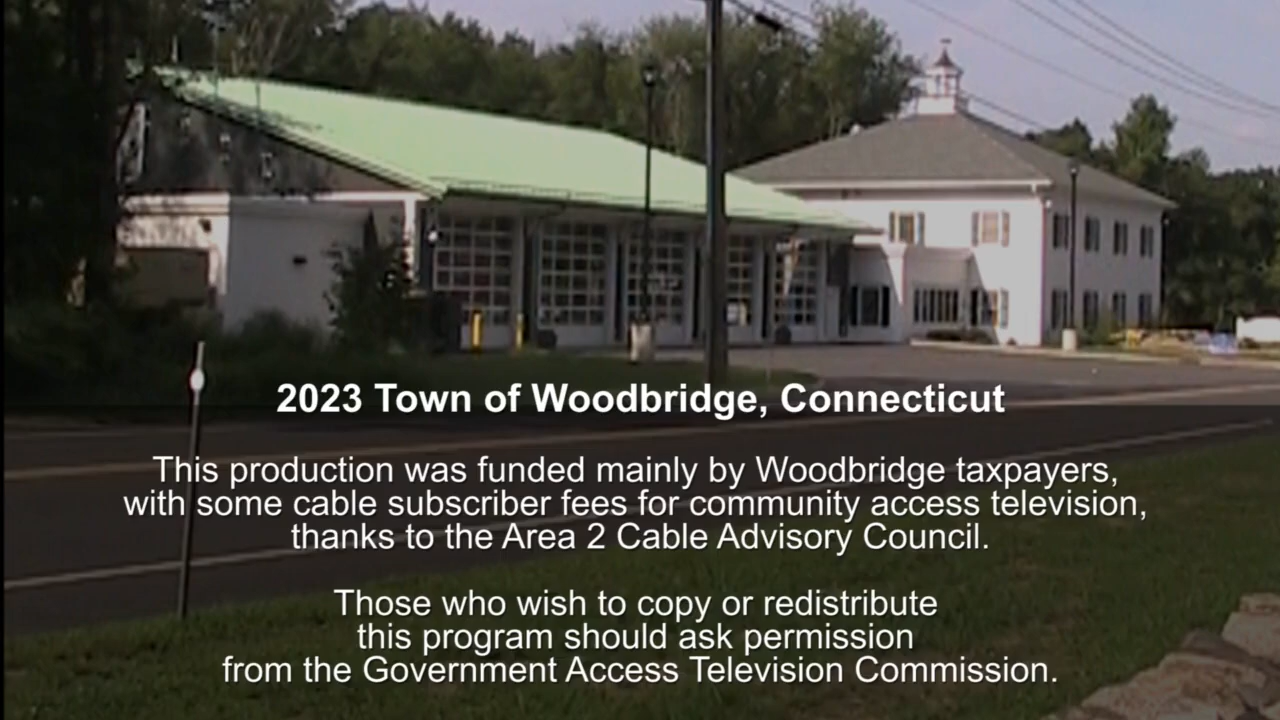 2023 Town of Woodbridge, Connecticut
This production was funded mainly by Woodbridge taxpayers,
with some cable subscriber fees for community access television,
thanks to the Area 2 Cable Advisory Council.
Those who wish to copy or redistribute
this program should ask permission
from the Government Access Television Commission.